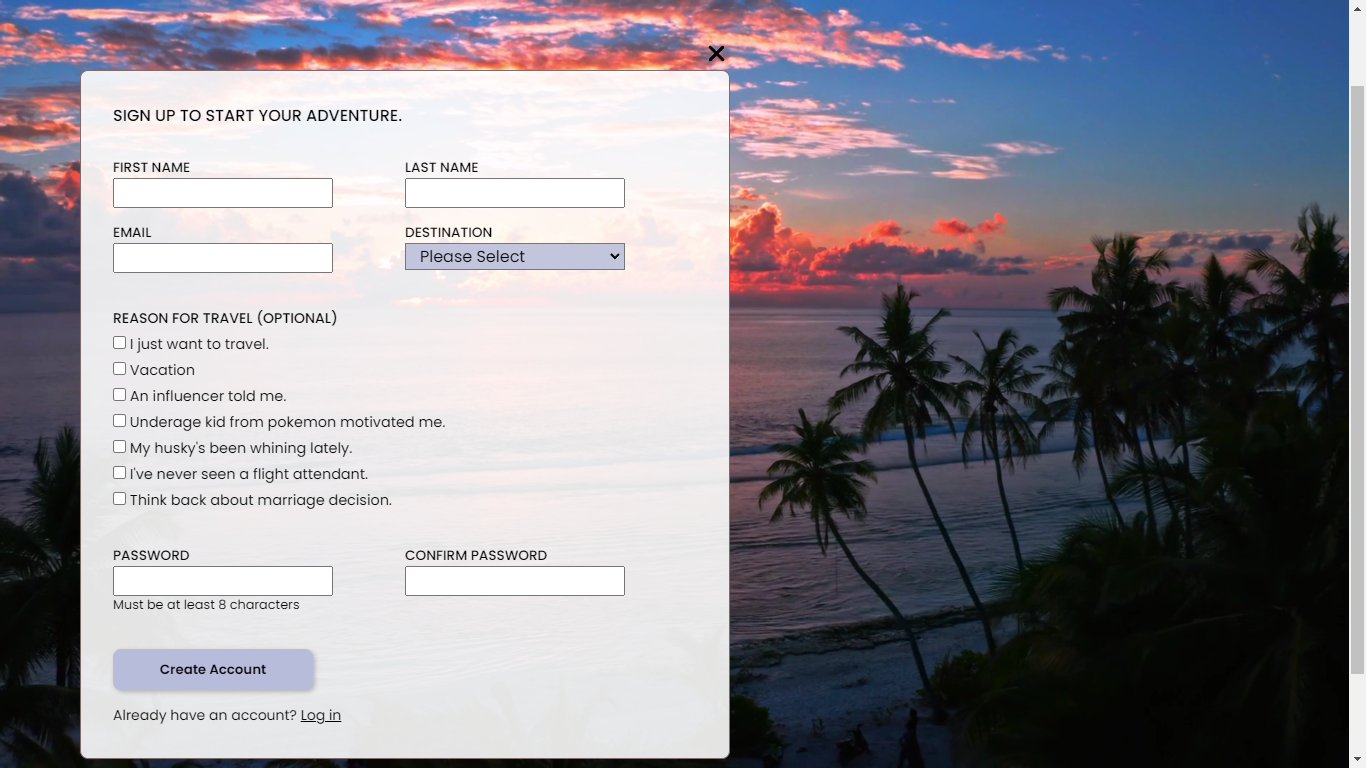 SIGN UP TO START YOUR ADVENTURE.
FIRST NAME
LAST NAME
EMAIL
DESTINATION
Please Select
REASON FOR TRAVEL (OPTIONAL)
I just want to travel.
Vacation
An influencer told me.
Underage kid from pokemon motivated me.
My husky's been whining lately.
I've never seen a flight attendant.
Think back about marriage decision.
PASSWORD
CONFIRM PASSWORD
Must be at least 8 characters
Create Account
Already have an account? Log in